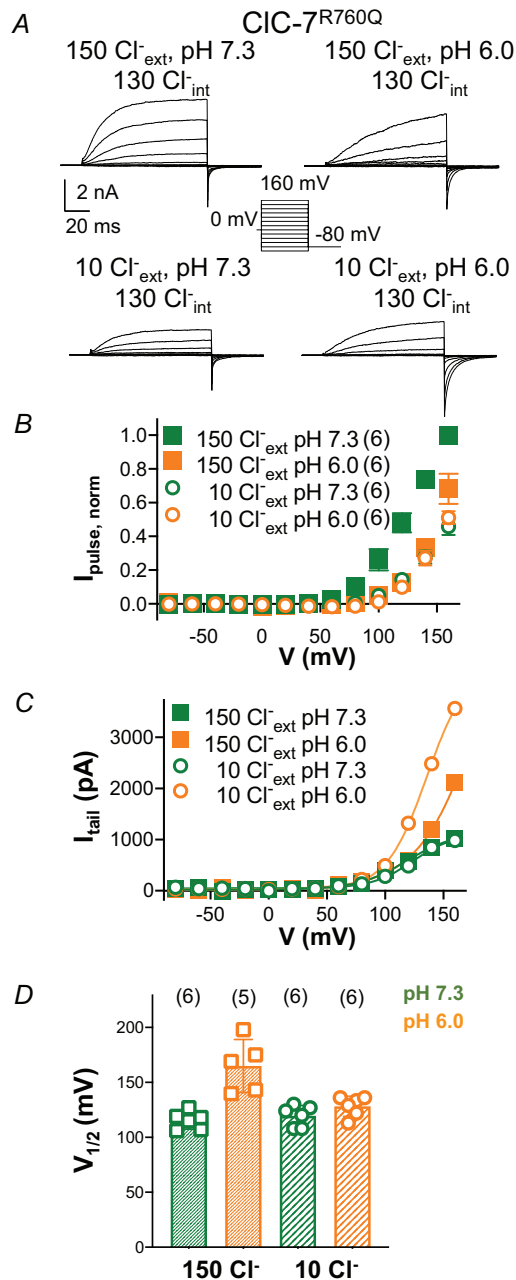 A
ClC-7R760Q
150 Cl-ext, pH 7.3
130 Cl-int
150 Cl-ext, pH 6.0
130 Cl-int
2 nA
20 ms
160 mV
0 mV
-80 mV
10 Cl-ext, pH 7.3
130 Cl-int
10 Cl-ext, pH 6.0
130 Cl-int
B
Ipulse, norm
1.0
0.8
0.6
0.4
0.2
0.0
150 Cl-ext pH 7.3 (6)
150 Cl-ext pH 6.0 (6)
10 Cl-ext pH 7.3 (6)
10 Cl-ext pH 6.0 (6)
-50 0 50 100 150
V (mV)
C
Itail (pA)
3000
2000
1000
0
150 Cl-ext pH 7.3
150 Cl-ext pH 6.0
10 Cl-ext pH 7.3
10 Cl-ext pH 6.0
-50 0 50 100 150
V (mV)
D
V1/2 (mV)
200
150
100
50
0
(6) (5) (6) (6)
pH 7.3
pH 6.0
150 Cl- 10 Cl-